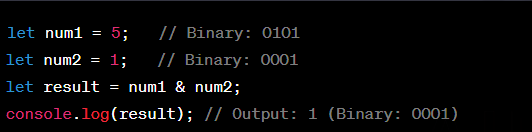 let num1 = 5;   // Binary: 0101
let num2 = 1;   // Binary: 0001
let result = num1 & num2;
console.log(result); // Output: 1 (Binary: 0001)